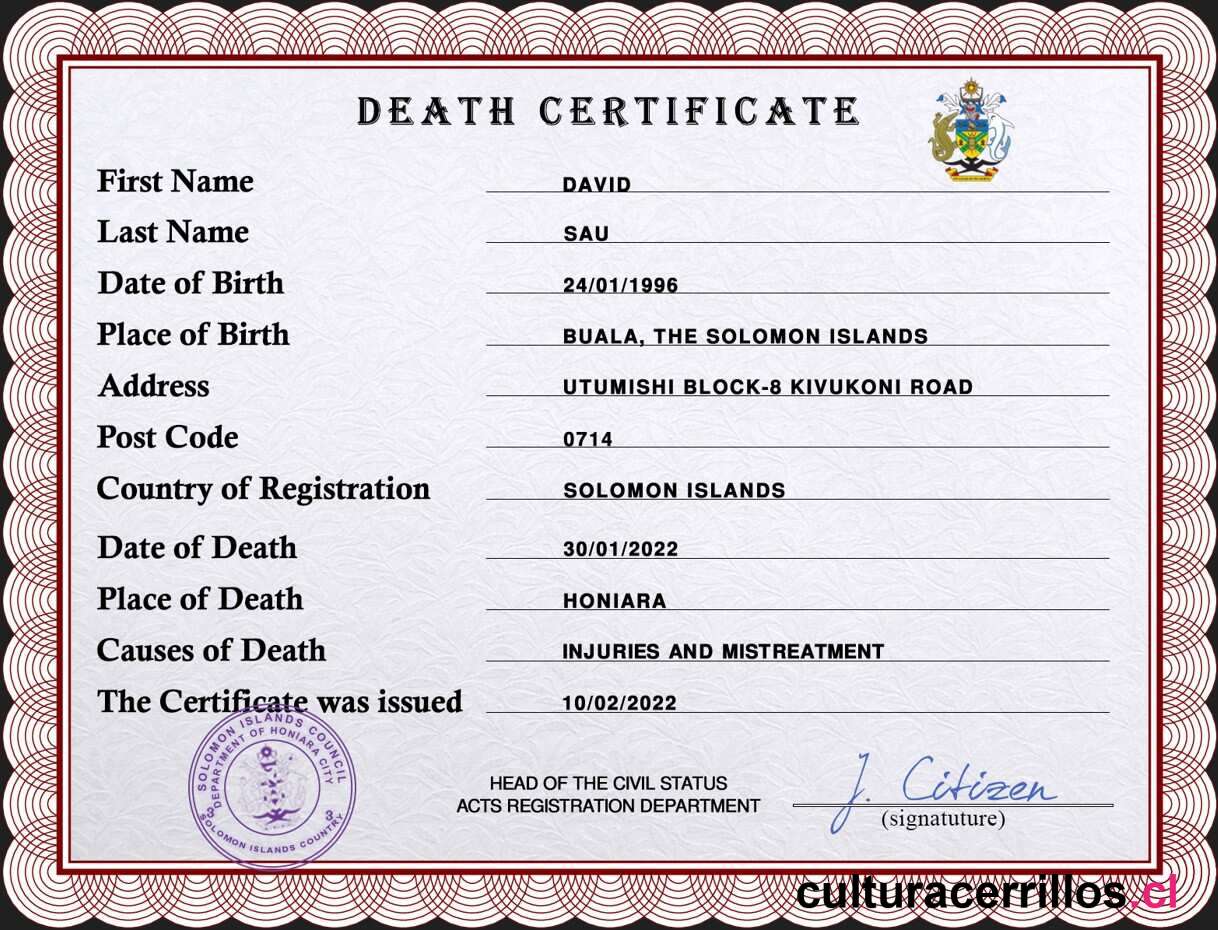 DEATH CERTIFICATE
First Name DAVID
Last Name SAU
Date of Birth 24/01/1996
Place of Birth BUALA, THE SOLOMON ISLANDS
Address UTUMISHI BLOCK-8 KIVUKONI ROAD
Post Code 0714
Country of Registration SOLOMON ISLANDS
Date of Death 30/01/2022
Place of Death HONIARA
Causes of Death INJURIES AND MISTREATMENT
The Certificate was issued 10/02/2022
SOLOMON ISLANDS COUNCIL
DEPARTMENT OF HONIARA CITY
3 3
SOLOMON ISLANDS COUNTRY
HEAD OF THE CIVIL STATUS
ACTS REGISTRATION DEPARTMENT
J. Citizen
(signatuture)
culturacerrillos.cl